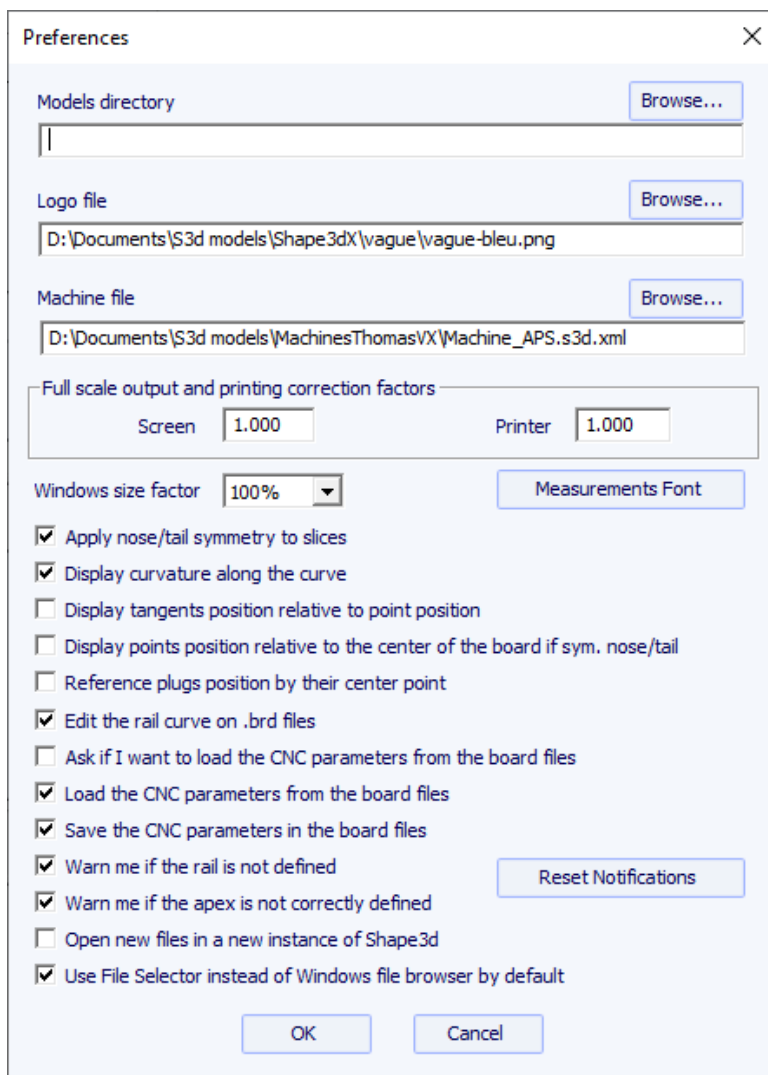 Preferences
Models directory
Browse...
Logo file
Browse...
D:\Documents\S3d models\Shape3dX\vague\vague-bleu.png
Machine file
Browse...
D:\Documents\S3d models\MachinesThomasVX\Machine_APS.s3d.xml
Full scale output and printing correction factors
Screen 1.000 Printer 1.000
Windows size factor 100% Measurements Font
Apply nose/tail symmetry to slices
Display curvature along the curve
Display tangents position relative to point position
Display points position relative to the center of the board if sym. nose/tail
Reference plugs position by their center point
Edit the rail curve on .brd files
Ask if I want to load the CNC parameters from the board files
Load the CNC parameters from the board files
Save the CNC parameters in the board files
Warn me if the rail is not defined
Reset Notifications
Warn me if the apex is not correctly defined
Open new files in a new instance of Shape3d
Use File Selector instead of Windows file browser by default
OK Cancel